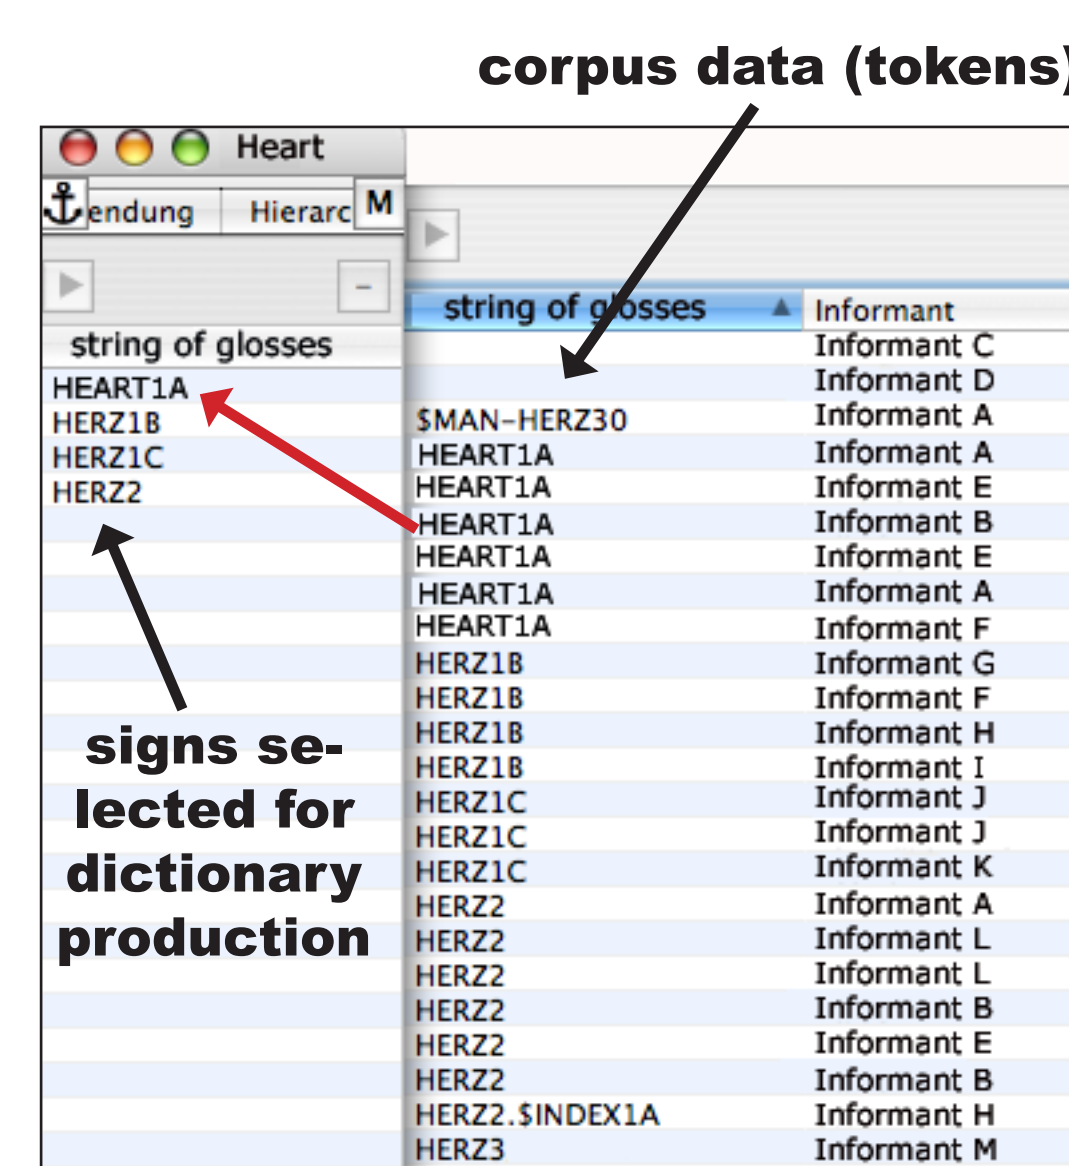 corpus data (tokens)
Heart
endung Hierarc M
string of glosses Informant
string of glosses
Informant C
Informant D
HEART1A
HERZ1B
HERZ1C
HERZ2
$MAN-HERZ30 Informant A
HEART1A Informant A
HEART1A Informant E
HEART1A Informant B
HEART1A Informant E
HEART1A Informant A
HEART1A Informant F
HERZ1B Informant G
HERZ1B Informant F
HERZ1B Informant H
HERZ1B Informant I
HERZ1C Informant J
HERZ1C Informant J
HERZ1C Informant K
HERZ2 Informant A
HERZ2 Informant L
HERZ2 Informant L
HERZ2 Informant B
HERZ2 Informant E
HERZ2 Informant B
HERZ2.$INDEX1A Informant H
HERZ3 Informant M
signs se-
lected for
dictionary
production